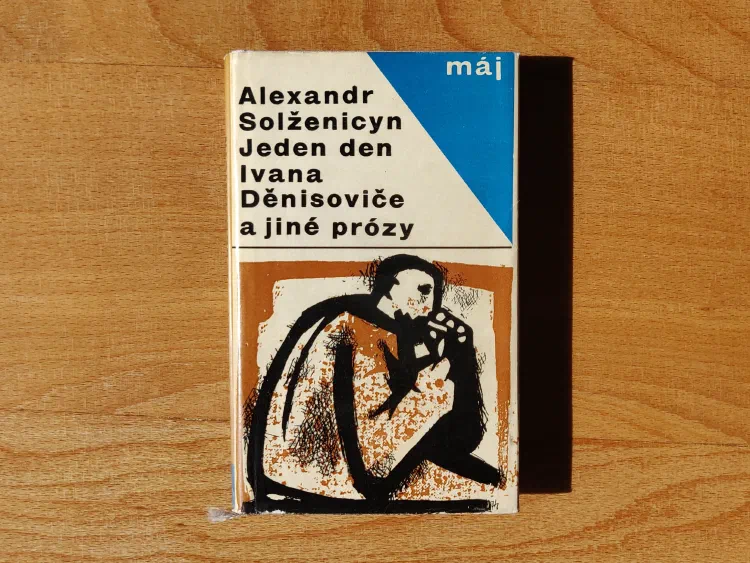 máj
Alexandr
Solženicyn
Jeden den
Ivana
Děnisoviče
a jiné prózy